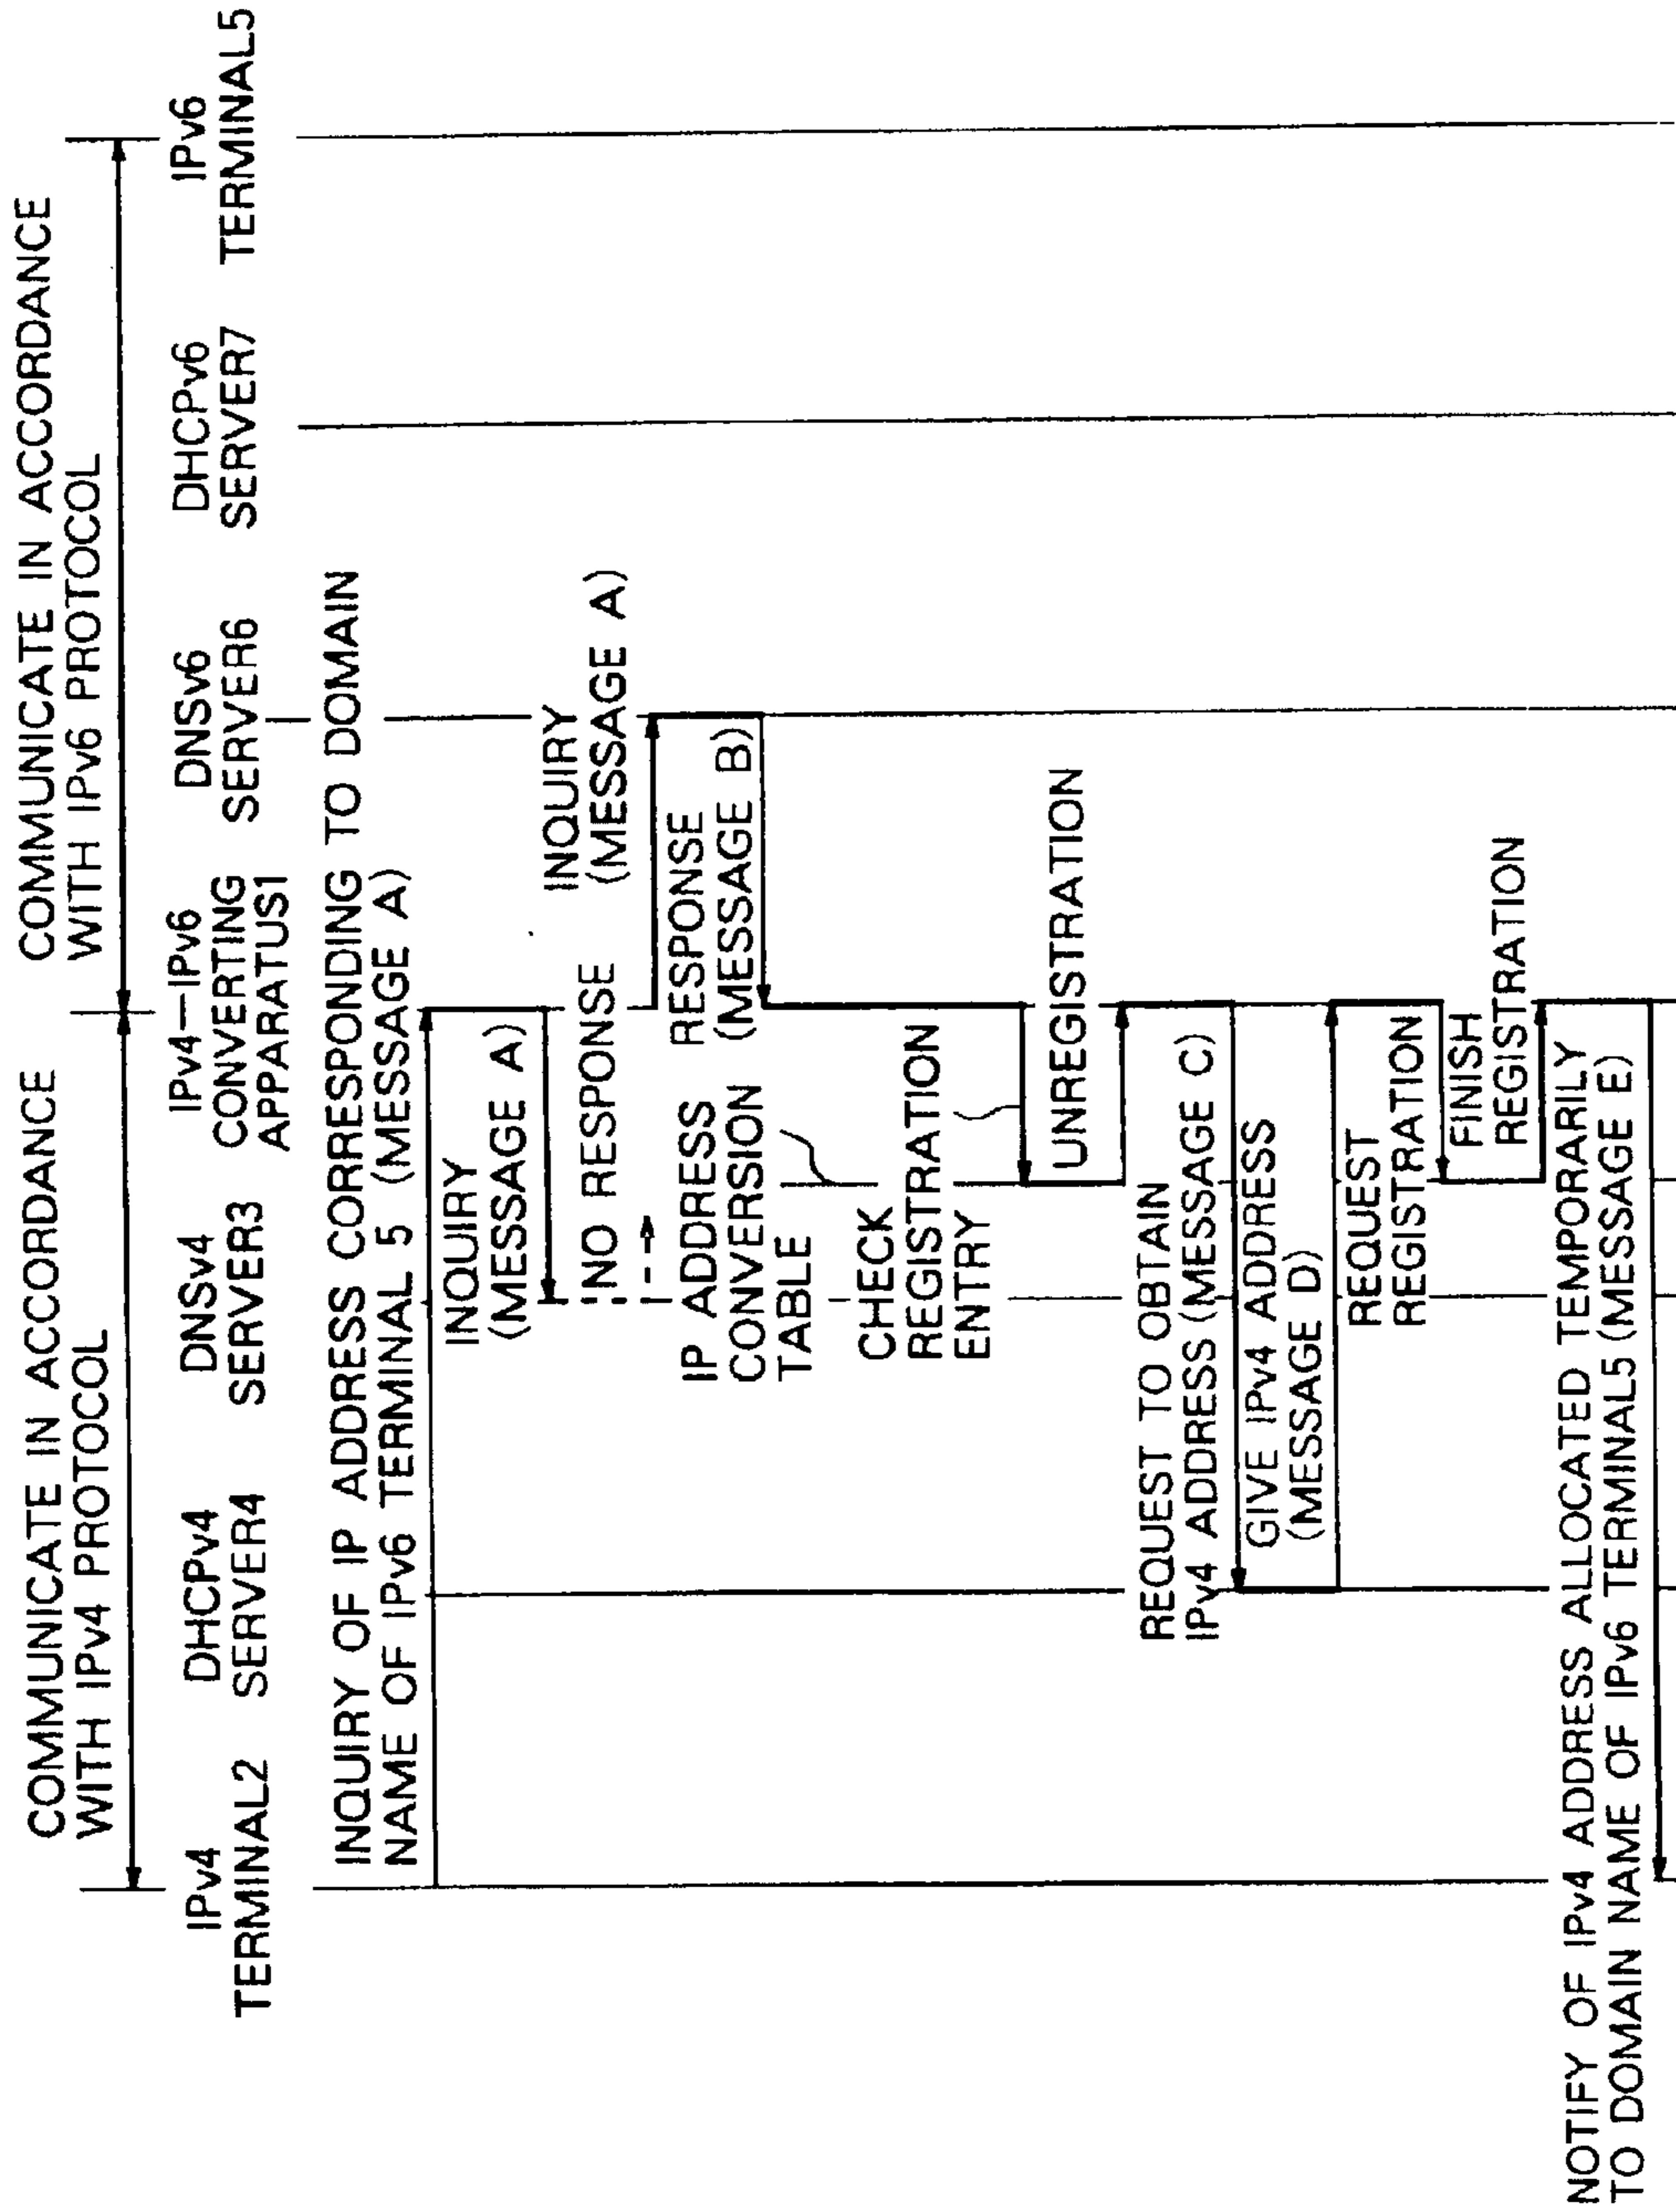 COMMUNICATE IN ACCORDANCE
WITH IPv4 PROTOCOL
COMMUNICATE IN ACCORDANCE
WITH IPv6 PROTOCOL
IPv4
TERMINAL2
DHCPv4
SERVER4
DNSv4
SERVER3
IPv4-IPv6
CONVERTING
APPARATUS1
DNSv6
SERVER6
DHCPv6
SERVER7
IPv6
TERMINAL5
INQUIRY OF IP ADDRESS CORRESPONDING TO DOMAIN
NAME OF IPv6 TERMINAL 5 (MESSAGE A)
INQUIRY
(MESSAGE A)
NO RESPONSE
INQUIRY
(MESSAGE A)
IP ADDRESS
CONVERSION
TABLE
RESPONSE
(MESSAGE B)
CHECK
REGISTRATION
ENTRY
UNREGISTRATION
REQUEST TO OBTAIN
IPv4 ADDRESS (MESSAGE C)
GIVE IPv4 ADDRESS
(MESSAGE D)
REQUEST
REGISTRATION
FINISH
REGISTRATION
NOTIFY OF IPv4 ADDRESS ALLOCATED TEMPORARILY
TO DOMAIN NAME OF IPv6 TERMINAL5 (MESSAGE E)